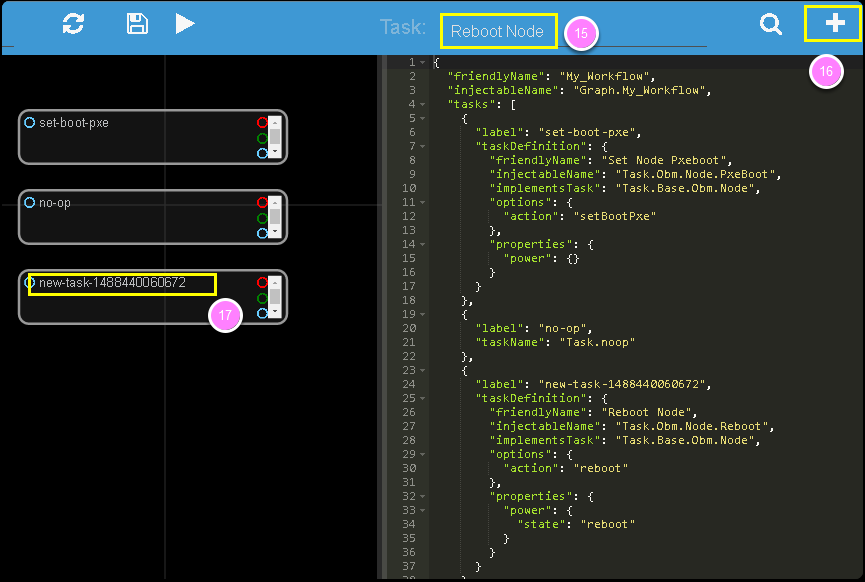 Task: Reboot Node 15
16
set-boot-pxe
no-op
new-task-1488440060672
17
1 {
2 "friendlyName": "My_Workflow",
3 "injectableName": "Graph.My_Workflow",
4 "tasks": [
5 {
6 "label": "set-boot-pxe",
7 "taskDefinition": {
8 "friendlyName": "Set Node Pxeboot",
9 "injectableName": "Task.Obm.Node.PxeBoot",
10 "implementsTask": "Task.Base.Obm.Node",
11 "options": {
12 "action": "setBootPxe"
13 },
14 "properties": {
15 "power": {}
16 }
17 }
18 },
19 {
20 "label": "no-op",
21 "taskName": "Task.noop"
22 },
23 {
24 "label": "new-task-1488440060672",
25 "taskDefinition": {
26 "friendlyName": "Reboot Node",
27 "injectableName": "Task.Obm.Node.Reboot",
28 "implementsTask": "Task.Base.Obm.Node",
29 "options": {
30 "action": "reboot"
31 },
32 "properties": {
33 "power": {
34 "state": "reboot"
35 }
36 }
37 }
38 }